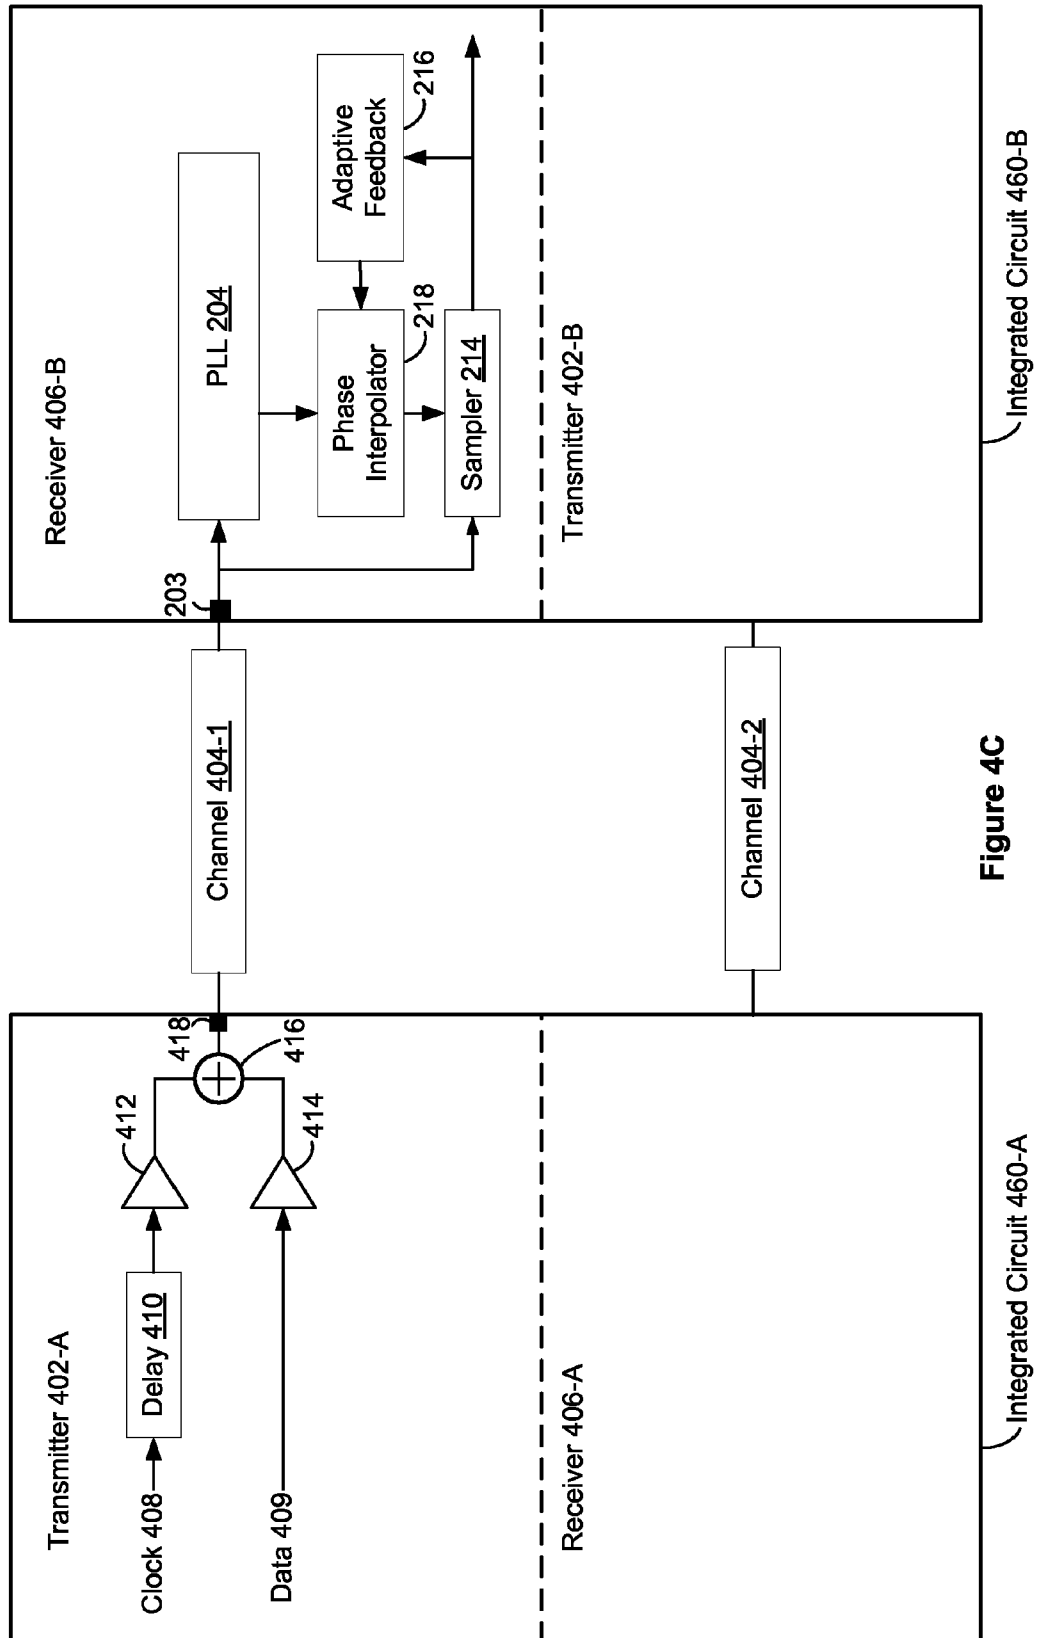 Transmitter 402-A
Clock 408
Delay 410
412
Data 409
414
416
418
Receiver 406-A
Integrated Circuit 460-A
Channel 404-1
Channel 404-2
Receiver 406-B
203
PLL 204
Phase
Interpolator
218
Adaptive
Feedback
216
Sampler 214
Transmitter 402-B
Integrated Circuit 460-B
Figure 4C